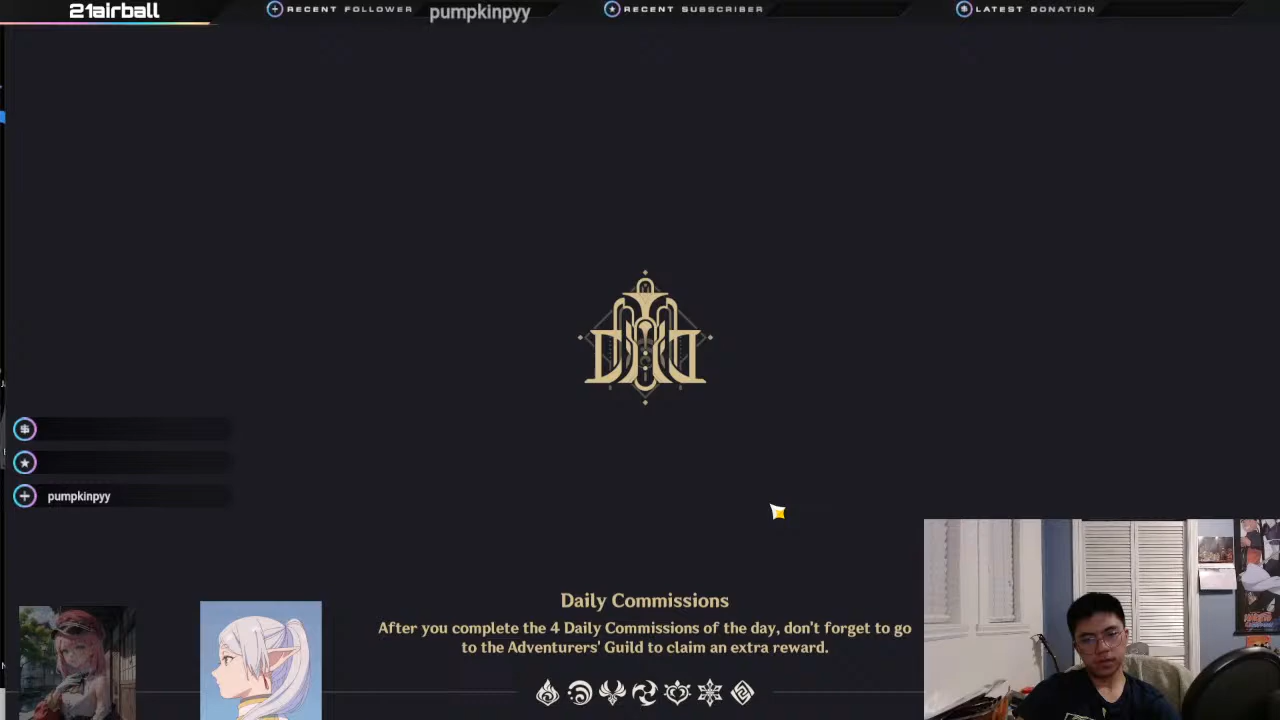 21airball
RECENT FOLLOWER
pumpkinpyy
RECENT SUBSCRIBER
LATEST DONATION
pumpkinpyy
Daily Commissions
After you complete the 4 Daily Commissions of the day, don't forget to go
to the Adventurers' Guild to claim an extra reward.